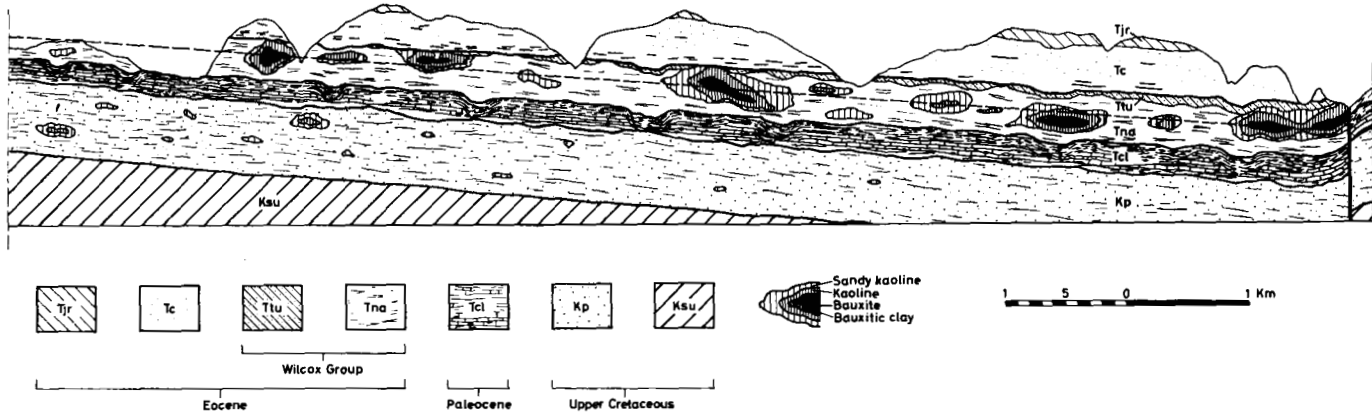 Tjr
Tc
Ttu
Tna
Tcl
Ksu
Kp
Tjr
Tc
Ttu
Tna
Tcl
Kp
Ksu
Sandy kaoline
Kaoline
Bauxite
Bauxitic clay
1 5 0 1 Km
Wilcox Group
Eocene
Paleocene
Upper Cretaceous